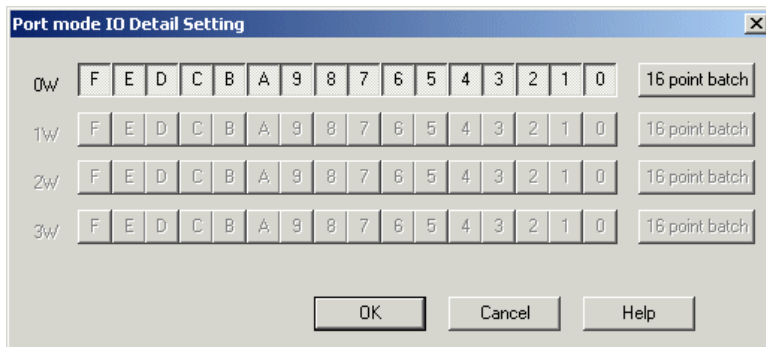 Port mode IO Detail Setting
0W F E D C B A 9 8 7 6 5 4 3 2 1 0 16 point batch
1W F E D C B A 9 8 7 6 5 4 3 2 1 0 16 point batch
2W F E D C B A 9 8 7 6 5 4 3 2 1 0 16 point batch
3W F E D C B A 9 8 7 6 5 4 3 2 1 0 16 point batch
OK Cancel Help